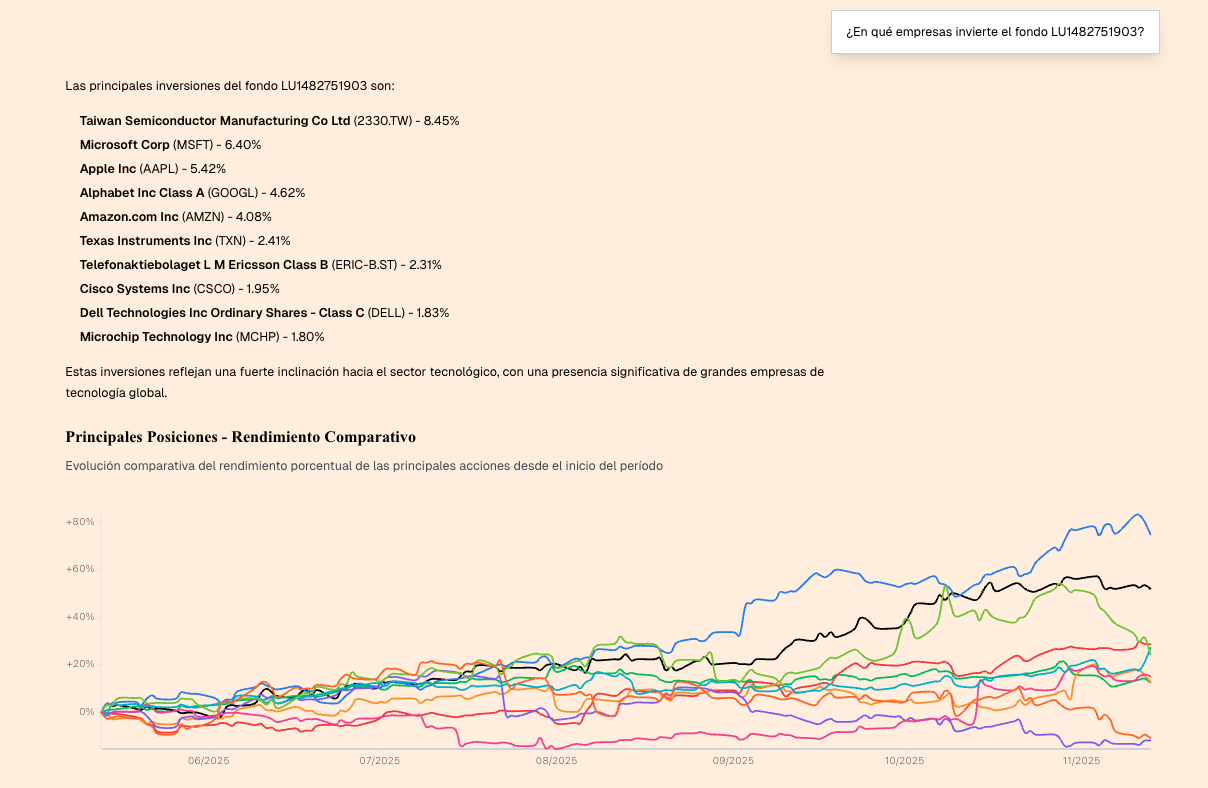 ¿En qué empresas invierte el fondo LU1482751903?
Las principales inversiones del fondo LU1482751903 son:
Taiwan Semiconductor Manufacturing Co Ltd (2330.TW) - 8.45%
Microsoft Corp (MSFT) - 6.40%
Apple Inc (AAPL) - 5.42%
Alphabet Inc Class A (GOOGL) - 4.62%
Amazon.com Inc (AMZN) - 4.08%
Texas Instruments Inc (TXN) - 2.41%
Telefonaktiebolaget L M Ericsson Class B (ERIC-B.ST) - 2.31%
Cisco Systems Inc (CSCO) - 1.95%
Dell Technologies Inc Ordinary Shares - Class C (DELL) - 1.83%
Microchip Technology Inc (MCHP) - 1.80%
Estas inversiones reflejan una fuerte inclinación hacia el sector tecnológico, con una presencia significativa de grandes empresas de
tecnología global.
Principales Posiciones - Rendimiento Comparativo
Evolución comparativa del rendimiento porcentual de las principales acciones desde el inicio del período
+80%
+60%
+40%
+20%
0%
06/2025 07/2025 08/2025 09/2025 10/2025 11/2025